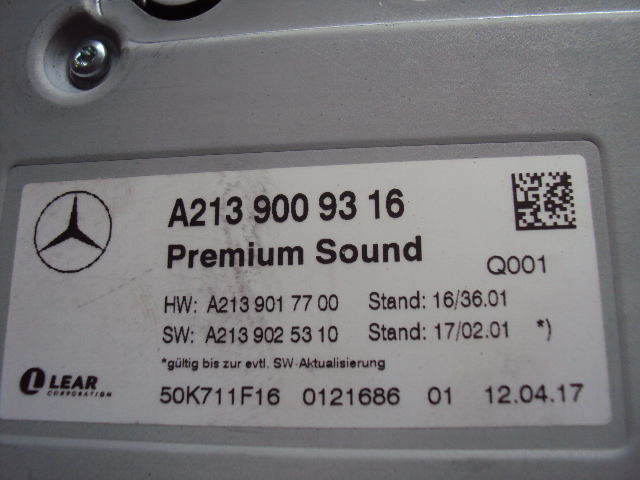 A213 900 93 16
Premium Sound
Q001
HW: A213 901 77 00 Stand: 16/36.01
SW: A213 902 53 10 Stand: 17/02.01 *)
*gültig bis zur evtl. SW-Aktualisierung
LEAR
CORPORATION
50K711F16 0121686 01 12.04.17